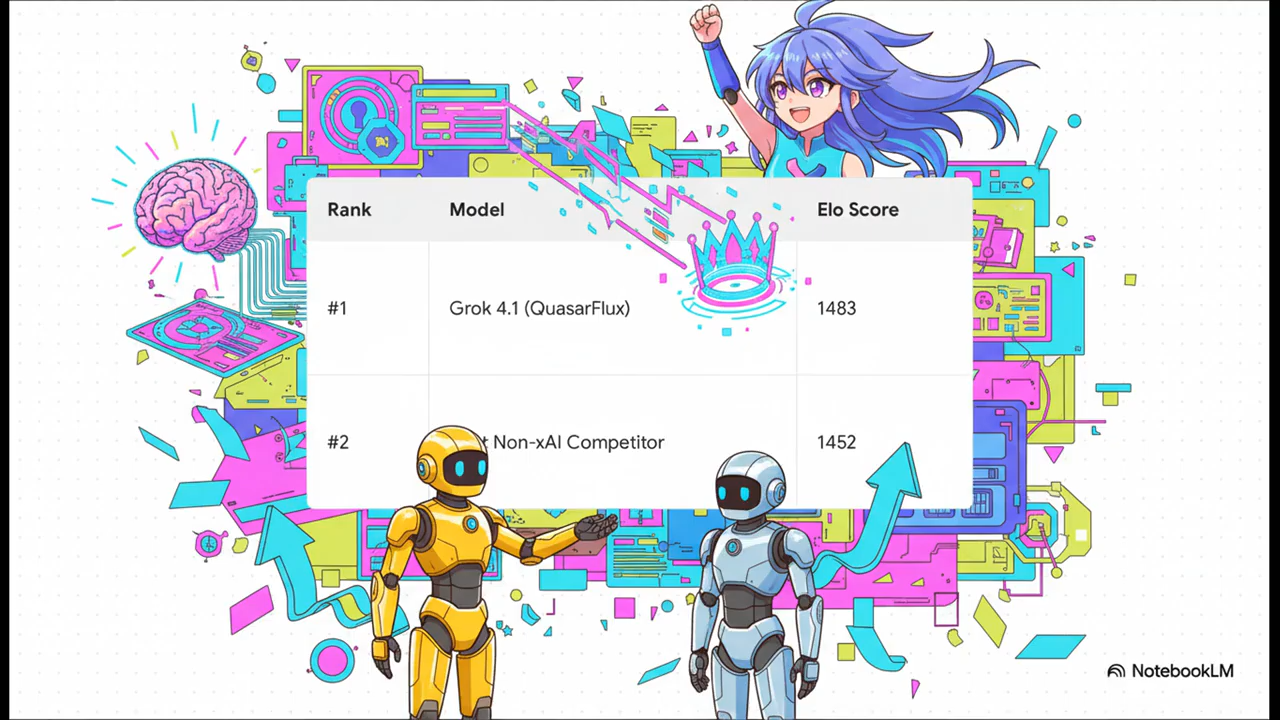 Rank Model Elo Score
#1 Grok 4.1 (QuasarFlux) 1483
#2 Non-xAI Competitor 1452
NotebookLM